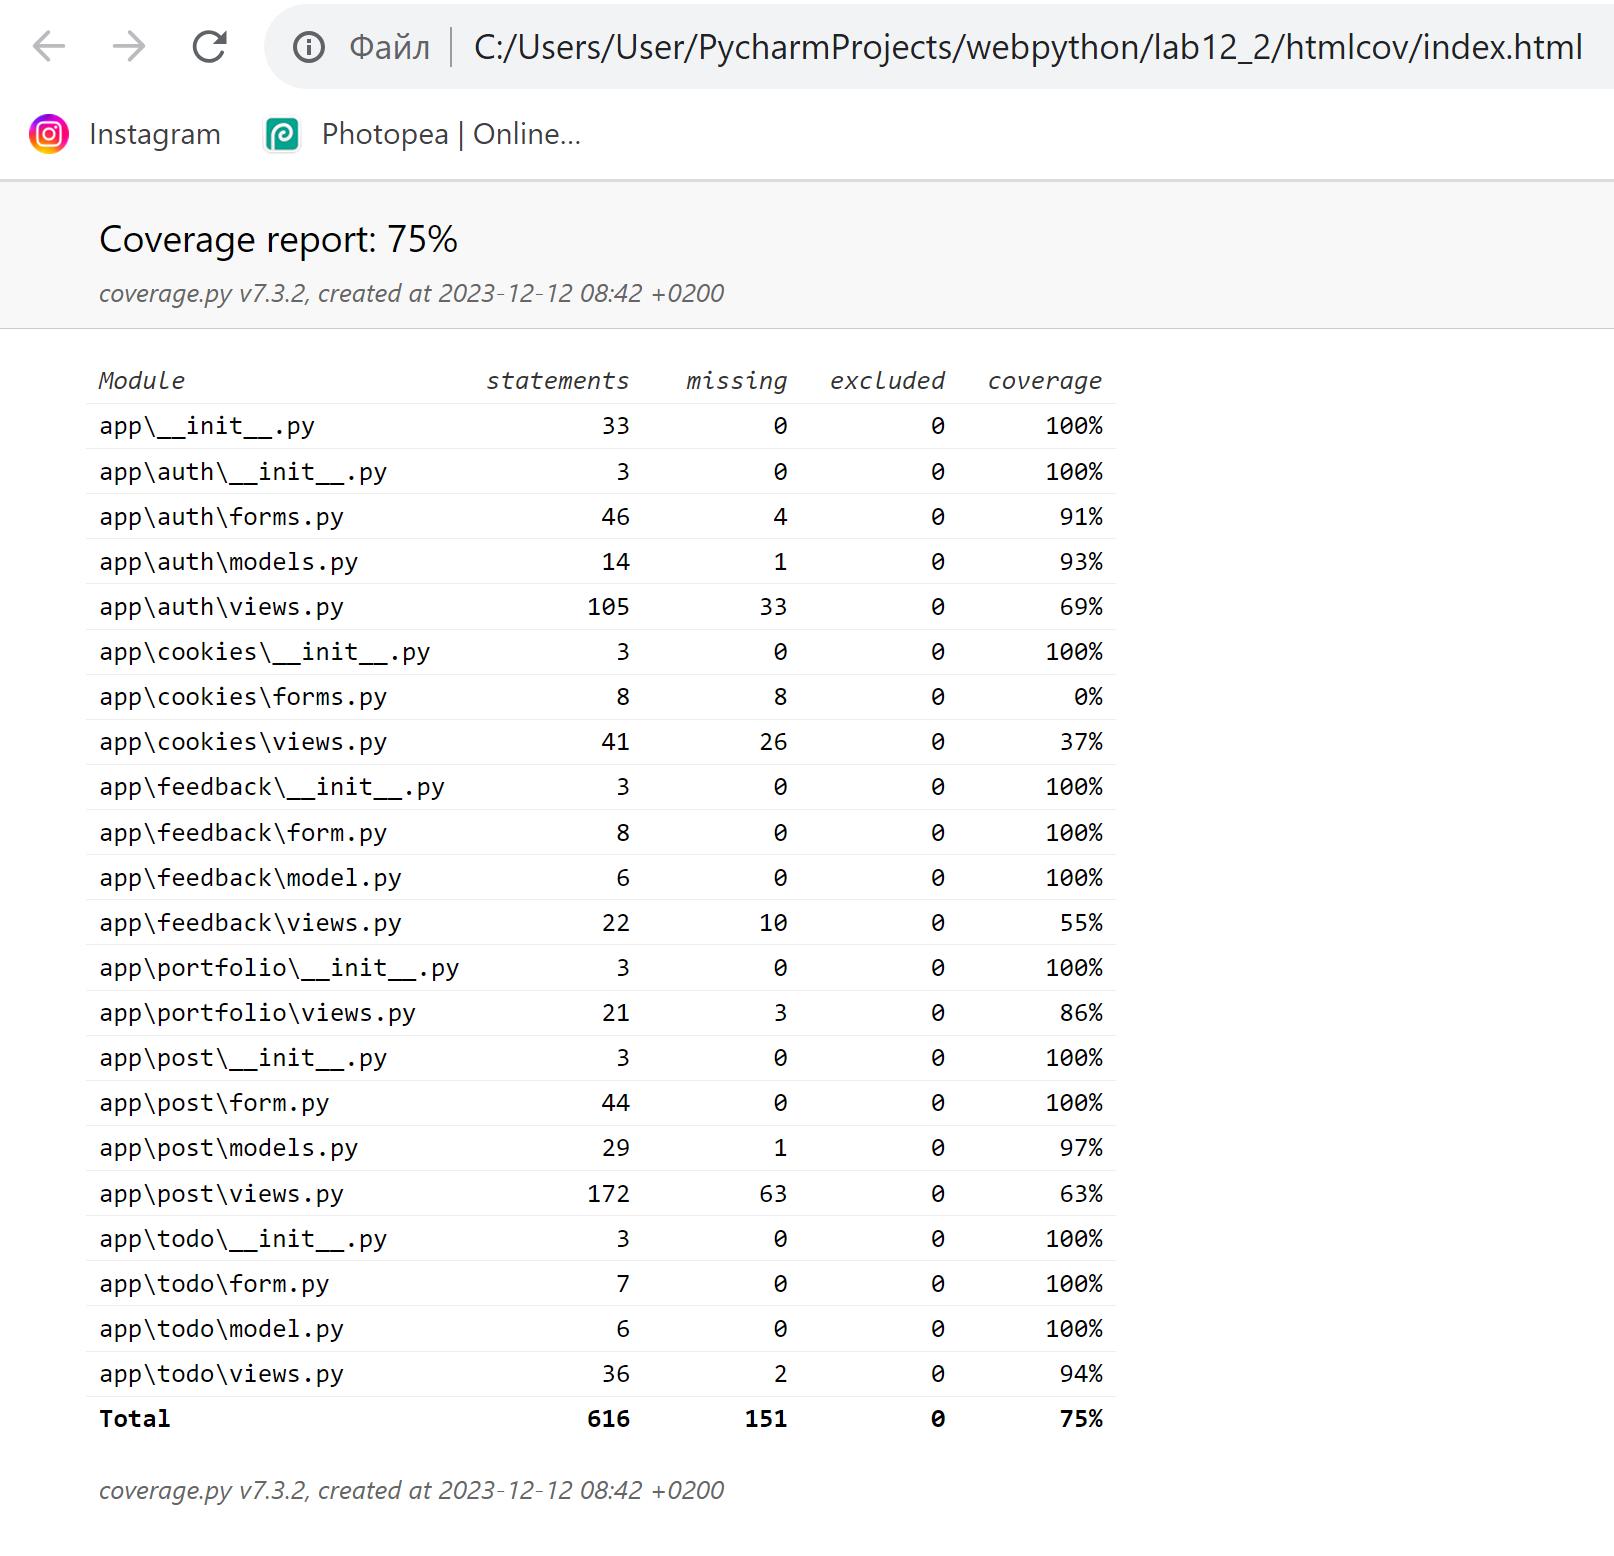 Файл C:/Users/User/PycharmProjects/webpython/lab12_2/htmlcov/index.html
Instagram Photopea | Online...
Coverage report: 75%
coverage.py v7.3.2, created at 2023-12-12 08:42 +0200
Module statements missing excluded coverage
app\__init__.py 33 0 0 100%
app\auth\__init__.py 3 0 0 100%
app\auth\forms.py 46 4 0 91%
app\auth\models.py 14 1 0 93%
app\auth\views.py 105 33 0 69%
app\cookies\__init__.py 3 0 0 100%
app\cookies\forms.py 8 8 0 0%
app\cookies\views.py 41 26 0 37%
app\feedback\__init__.py 3 0 0 100%
app\feedback\form.py 8 0 0 100%
app\feedback\model.py 6 0 0 100%
app\feedback\views.py 22 10 0 55%
app\portfolio\__init__.py 3 0 0 100%
app\portfolio\views.py 21 3 0 86%
app\post\__init__.py 3 0 0 100%
app\post\form.py 44 0 0 100%
app\post\models.py 29 1 0 97%
app\post\views.py 172 63 0 63%
app\todo\__init__.py 3 0 0 100%
app\todo\form.py 7 0 0 100%
app\todo\model.py 6 0 0 100%
app\todo\views.py 36 2 0 94%
Total 616 151 0 75%
coverage.py v7.3.2, created at 2023-12-12 08:42 +0200